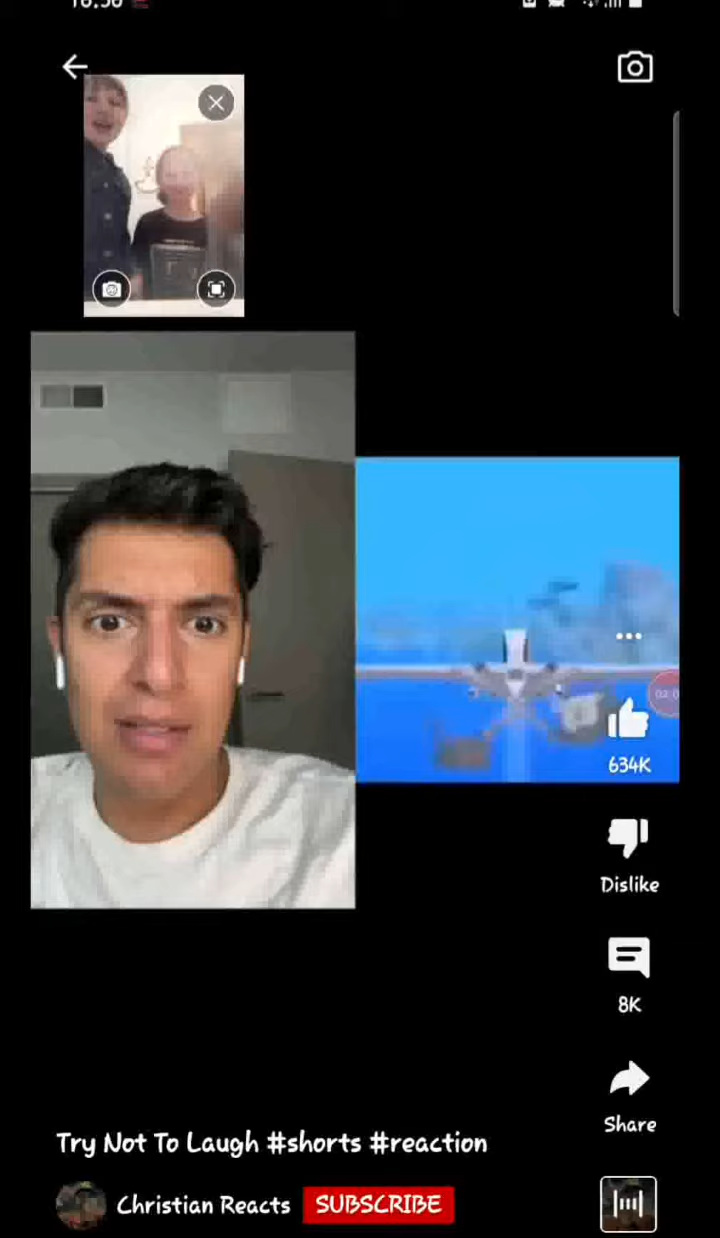 634K
Dislike
8K
Share
Try Not To Laugh #shorts #reaction
Christian Reacts SUBSCRIBE